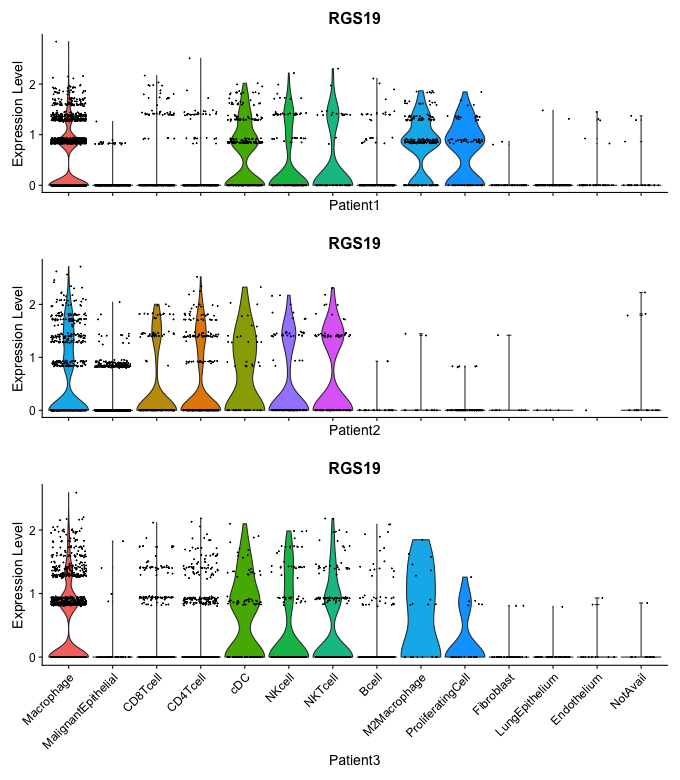 RGS19
Expression Level
2
1
0
Patient1
RGS19
Expression Level
2
1
0
Patient2
RGS19
Expression Level
2
1
0
Macrophage
MalignantEpithelial
CD8Tcell
CD4Tcell
cDC
NKcell
NKTcell
Bcell
M2Macrophage
ProliferatingCell
Fibroblast
LungEpithelium
Endothelium
NotAvail
Patient3